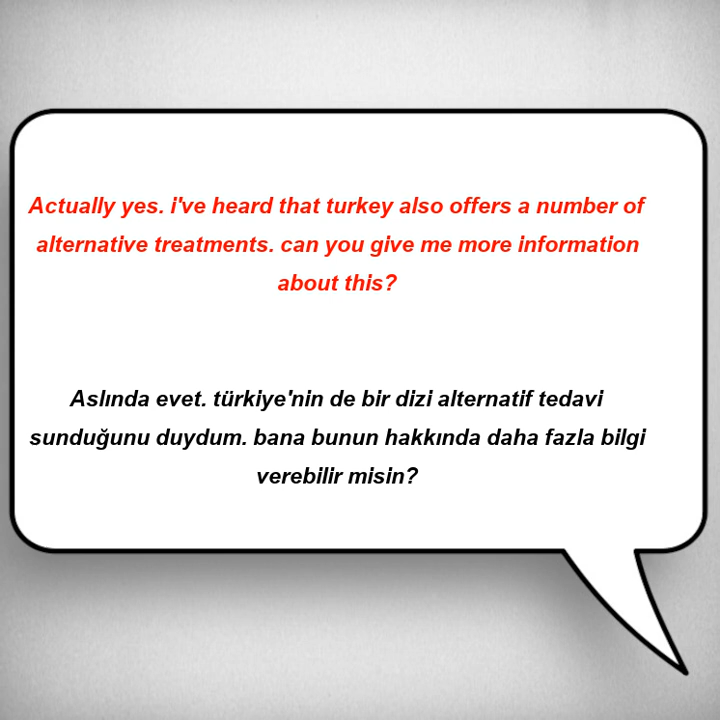 Actually yes. i've heard that turkey also offers a number of
alternative treatments. can you give me more information
about this?
Aslında evet. türkiye'nin de bir dizi alternatif tedavi
sunduğunu duydum. bana bunun hakkında daha fazla bilgi
verebilir misin?